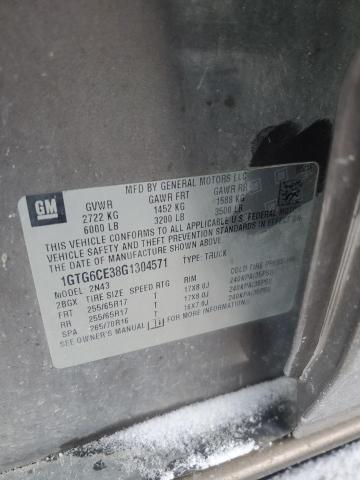 GM
MFD BY GENERAL MOTORS LLC
GVWR GAWR FRT GAWR RR
2722 KG 1452 KG 1588 KG
6000 LB 3200 LB 3500 LB
THIS VEHICLE CONFORMS TO ALL APPLICABLE U.S. FEDERAL MOTOR
VEHICLE SAFETY AND THEFT PREVENTION STANDARDS IN EFFECT ON
THE DATE OF MANUFACTURE SHOWN ABOVE.
1GTG6CE38G1304571 TYPE: TRUCK
MODEL: 2N43
2BGX TIRE SIZE SPEED RTG RIM COLD TIRE PRESSURE
FRT 255/65R17 T 17X8.0J 240KPA(35PSI)
RR 255/65R17 T 17X8.0J 240KPA(35PSI)
SPA 265/70R16 T 16X7.0J 240KPA(35PSI)
SEE OWNER'S MANUAL